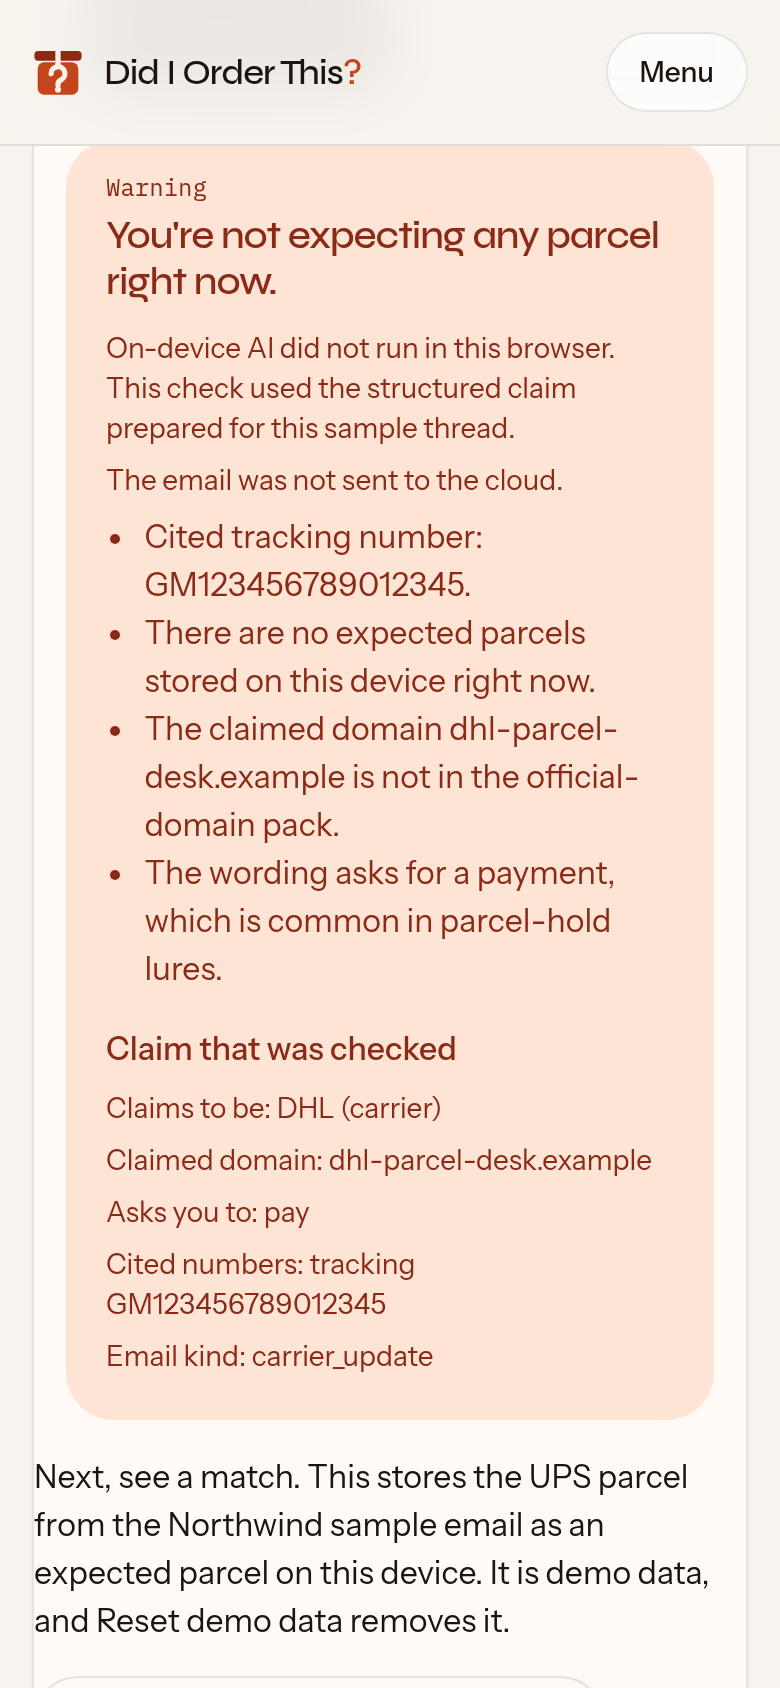 Did I Order This?
Menu
Warning
You're not expecting any parcel
right now.
On-device AI did not run in this browser.
This check used the structured claim
prepared for this sample thread.
The email was not sent to the cloud.
• Cited tracking number:
GM123456789012345.
• There are no expected parcels
stored on this device right now.
• The claimed domain dhl-parcel-
desk.example is not in the official-
domain pack.
• The wording asks for a payment,
which is common in parcel-hold
lures.
Claim that was checked
Claims to be: DHL (carrier)
Claimed domain: dhl-parcel-desk.example
Asks you to: pay
Cited numbers: tracking
GM123456789012345
Email kind: carrier_update
Next, see a match. This stores the UPS parcel
from the Northwind sample email as an
expected parcel on this device. It is demo data,
and Reset demo data removes it.